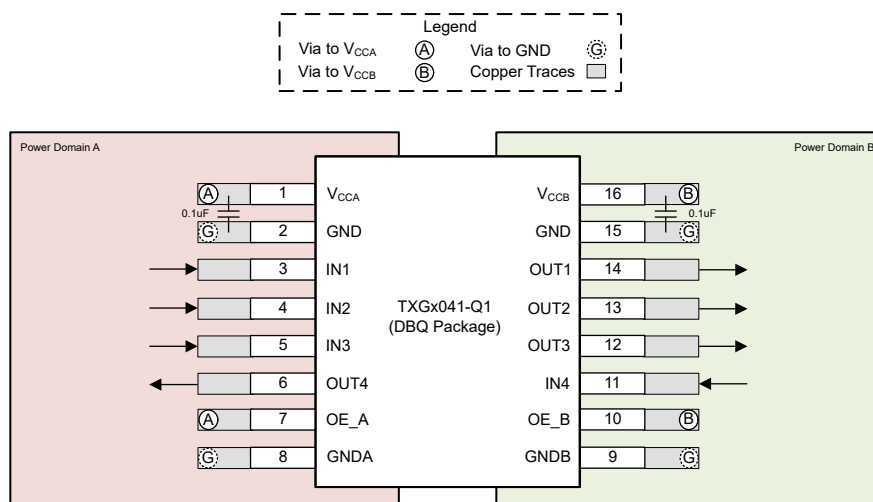 Legend
Via to VCCA A Via to GND G
Via to VCCB B Copper Traces
Power Domain A Power Domain B
A 1 VCCA VCCB 16 B
0.1uF 0.1uF
G 2 GND GND 15 G
3 IN1 OUT1 14
4 IN2 TXGx041-Q1 OUT2 13
(DBQ Package)
5 IN3 OUT3 12
6 OUT4 IN4 11
A 7 OE_A OE_B 10 B
G 8 GNDA GNDB 9 G